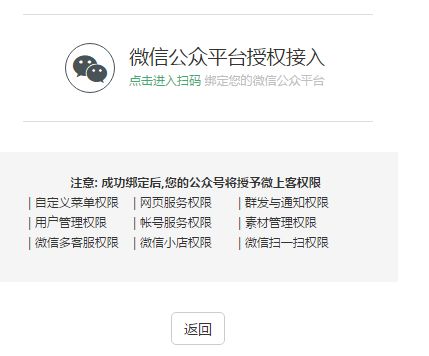 微信公众平台授权接入
点击进入扫码 绑定您的微信公众平台
注意: 成功绑定后,您的公众号将授予微上客权限
| 自定义菜单权限 | 网页服务权限 | 群发与通知权限
| 用户管理权限 | 帐号服务权限 | 素材管理权限
| 微信多客服权限 | 微信小店权限 | 微信扫一扫权限
返回